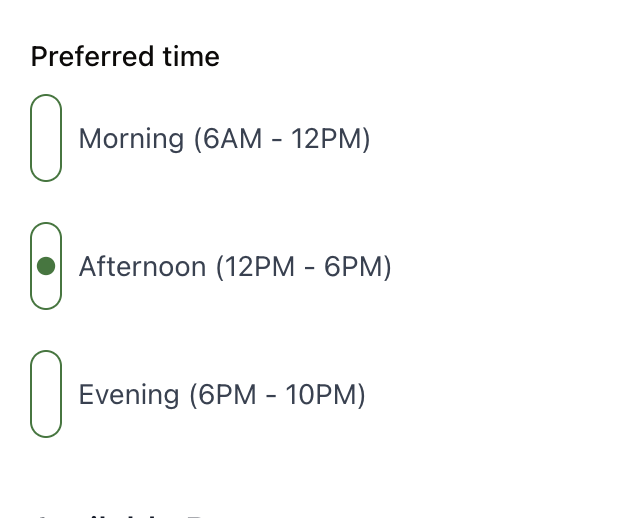 Preferred time
Morning (6AM - 12PM)
Afternoon (12PM - 6PM)
Evening (6PM - 10PM)